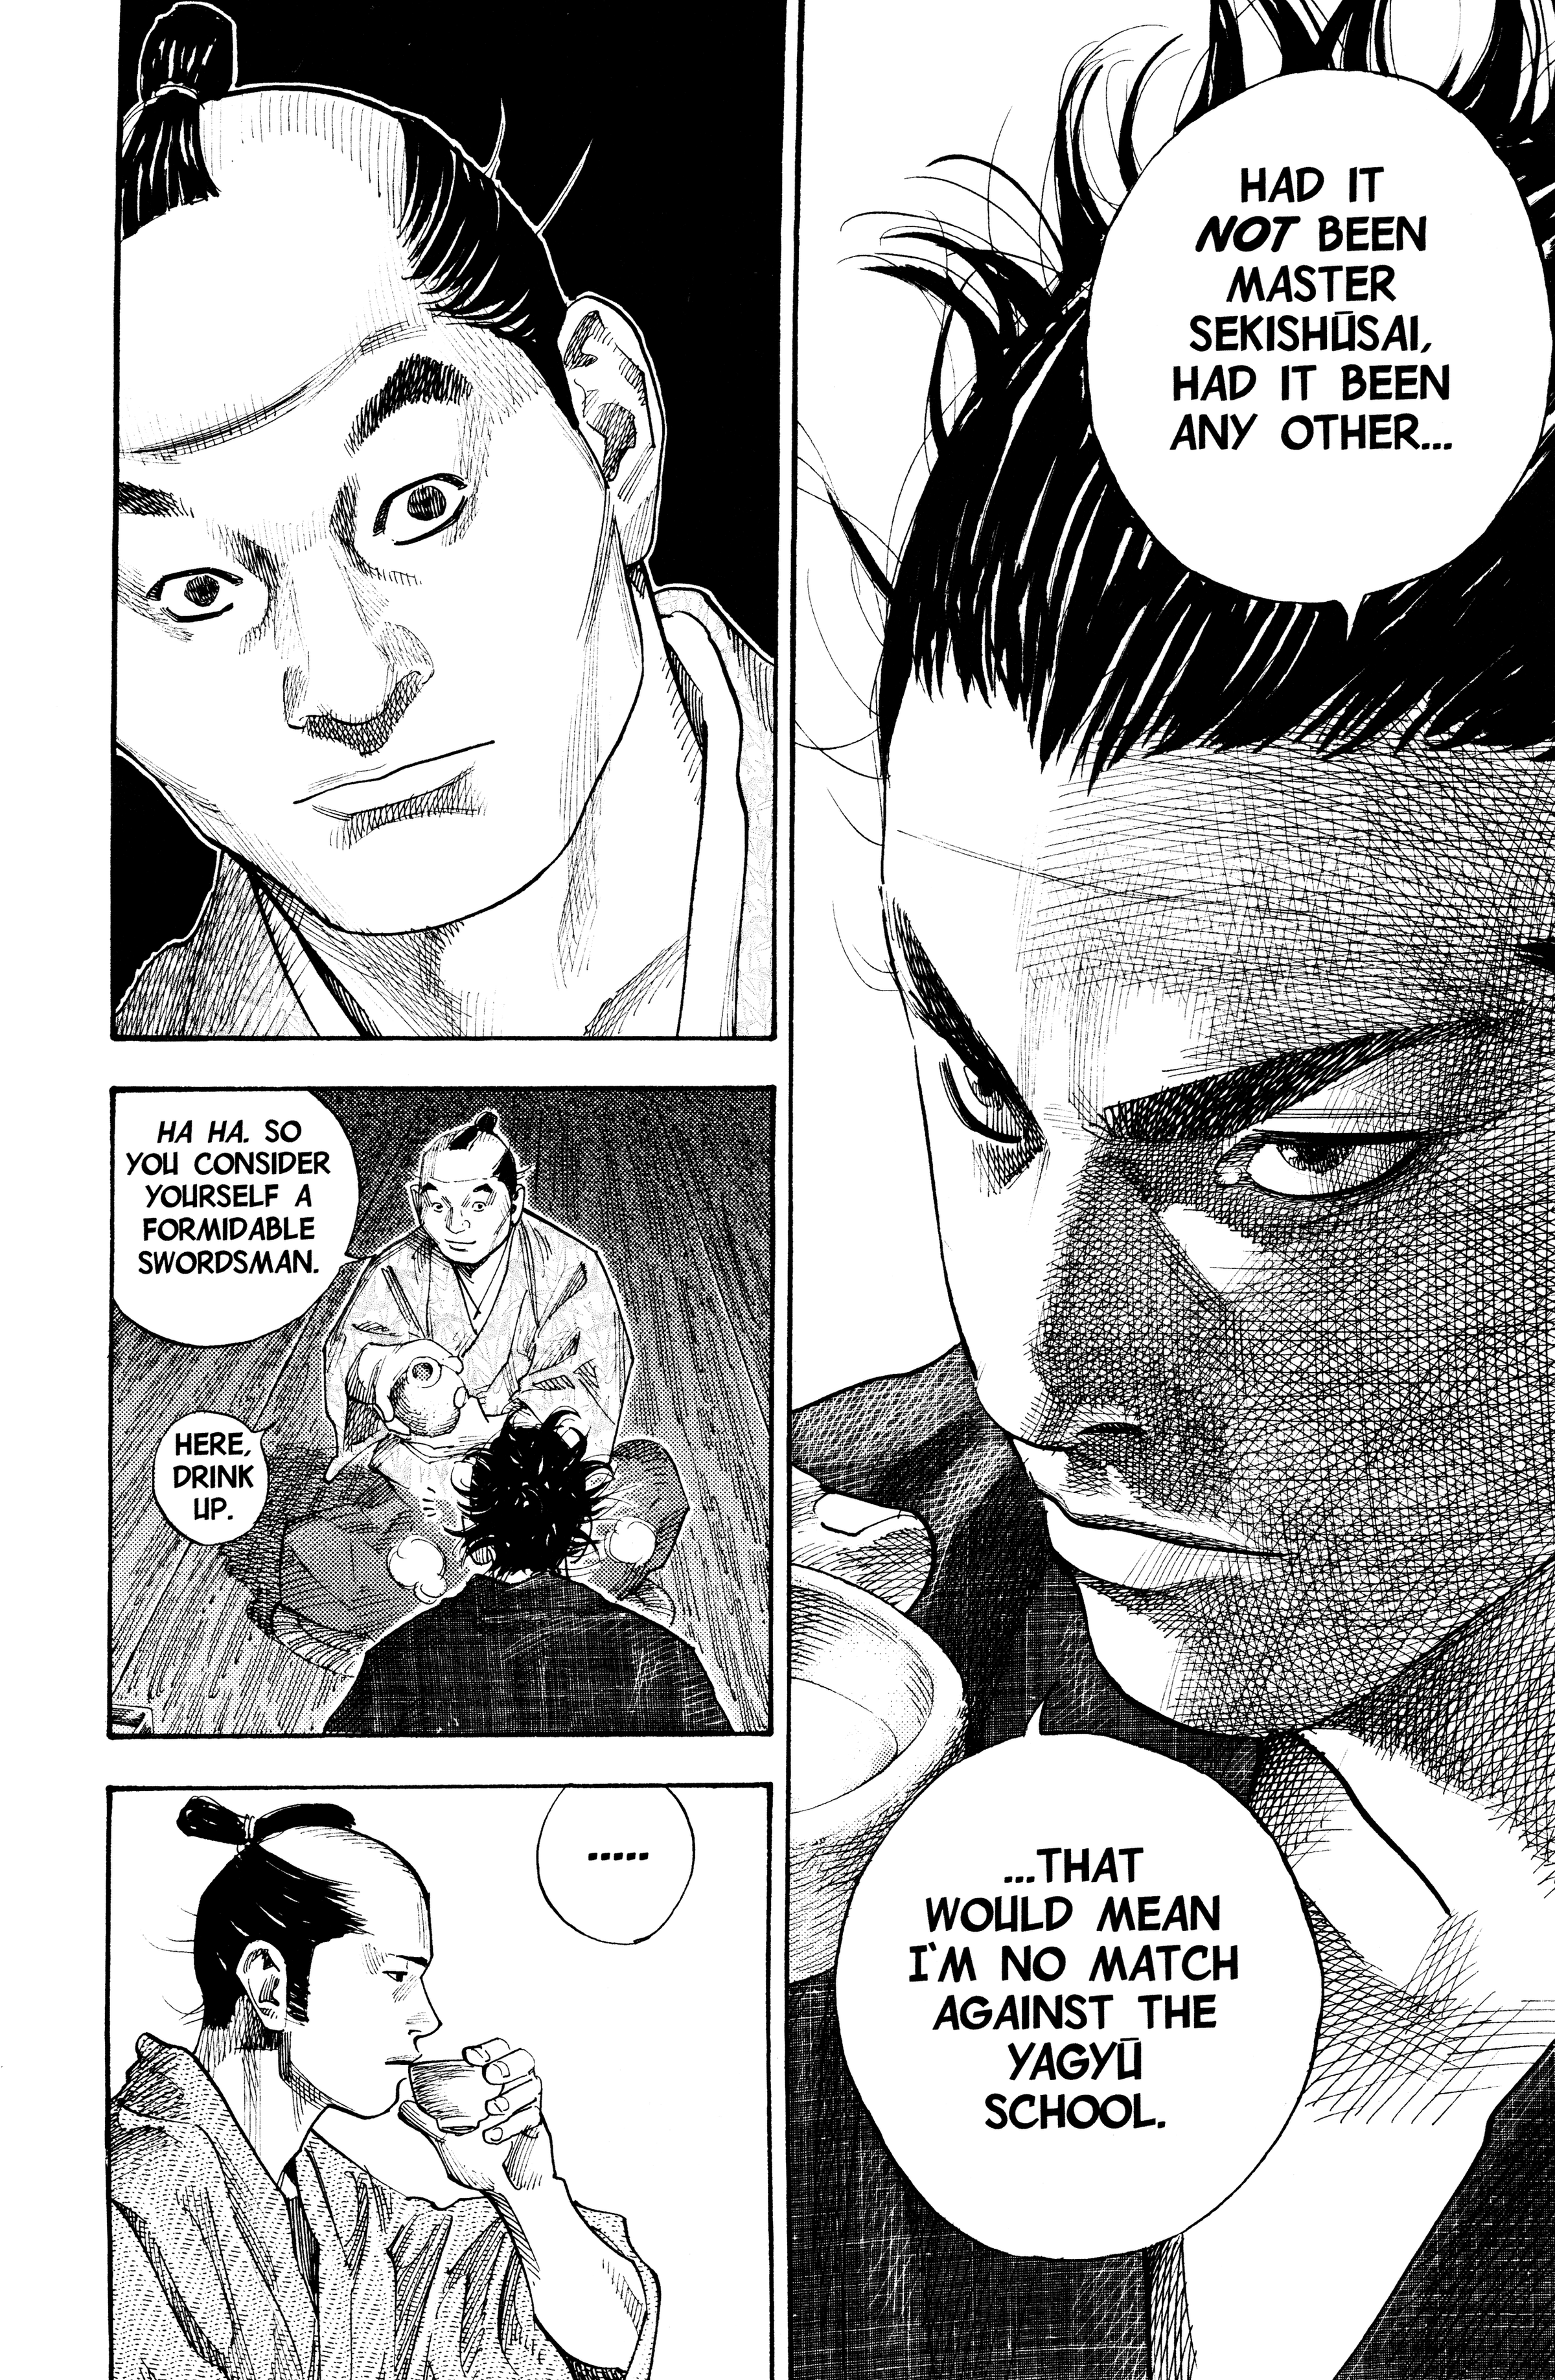 HAD IT
NOT BEEN
MASTER
SEKISHŪSAI,
HAD IT BEEN
ANY OTHER...
...THAT
WOULD MEAN
I'M NO MATCH
AGAINST THE
YAGYŪ
SCHOOL.
HA HA. SO
YOU CONSIDER
YOURSELF A
FORMIDABLE
SWORDSMAN.
HERE,
DRINK
UP.
.....